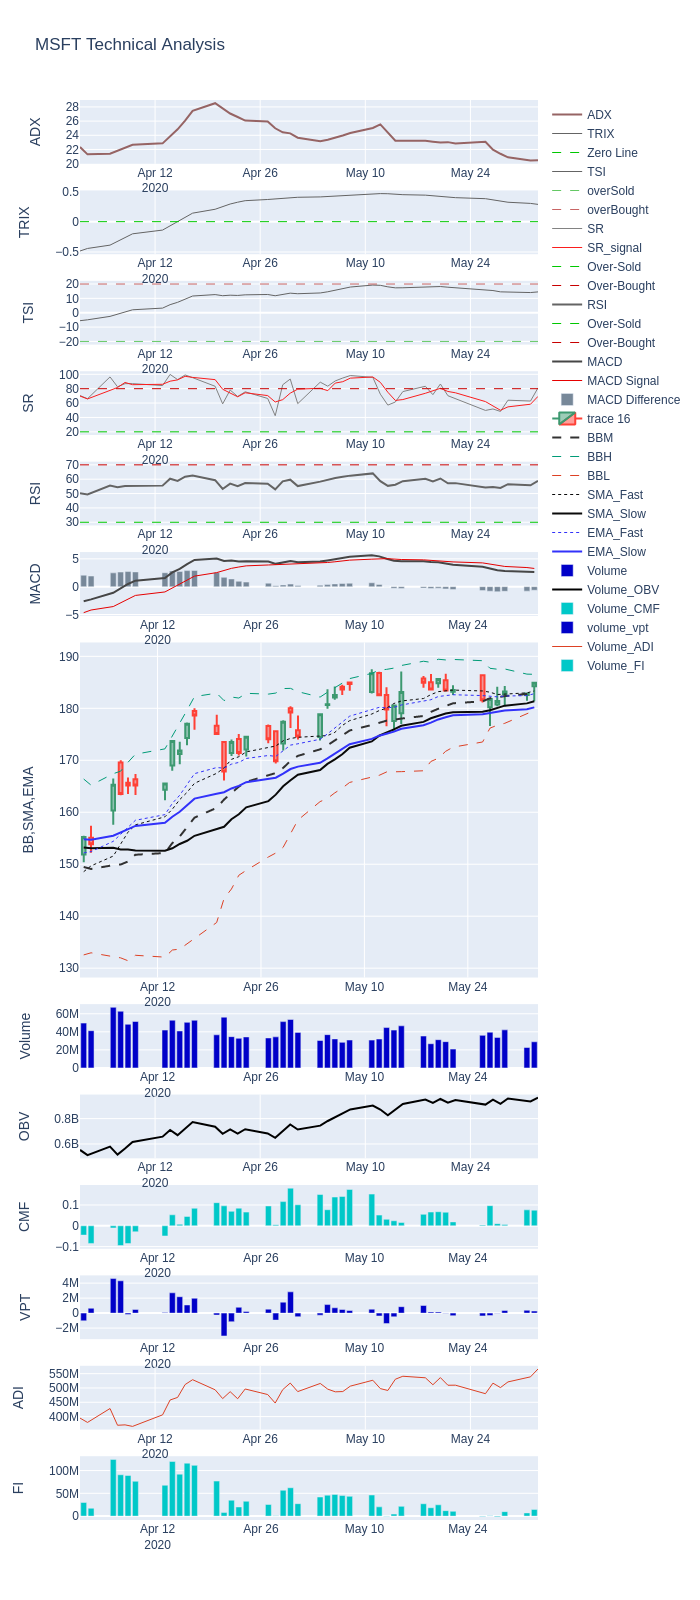 MSFT Technical Analysis
ADX
28
26
24
22
20
Apr 12
2020
Apr 26
May 10
May 24
TRIX
0.5
0
−0.5
Apr 12
2020
Apr 26
May 10
May 24
TSI
20
10
0
−10
−20
Apr 12
2020
Apr 26
May 10
May 24
SR
100
80
60
40
20
Apr 12
2020
Apr 26
May 10
May 24
RSI
70
60
50
40
30
Apr 12
2020
Apr 26
May 10
May 24
MACD
5
0
−5
Apr 12
2020
Apr 26
May 10
May 24
BB,SMA,EMA
190
180
170
160
150
140
130
Apr 12
2020
Apr 26
May 10
May 24
Volume
60M
40M
20M
0
Apr 12
2020
Apr 26
May 10
May 24
OBV
0.8B
0.6B
Apr 12
2020
Apr 26
May 10
May 24
CMF
0.1
0
−0.1
Apr 12
2020
Apr 26
May 10
May 24
VPT
4M
2M
0
−2M
Apr 12
2020
Apr 26
May 10
May 24
ADI
550M
500M
450M
400M
Apr 12
2020
Apr 26
May 10
May 24
FI
100M
50M
0
Apr 12
2020
Apr 26
May 10
May 24
ADX
TRIX
Zero Line
TSI
overSold
overBought
SR
SR_signal
Over-Sold
Over-Bought
RSI
Over-Sold
Over-Bought
MACD
MACD Signal
MACD Difference
trace 16
BBM
BBH
BBL
SMA_Fast
SMA_Slow
EMA_Fast
EMA_Slow
Volume
Volume_OBV
Volume_CMF
volume_vpt
Volume_ADI
Volume_FI